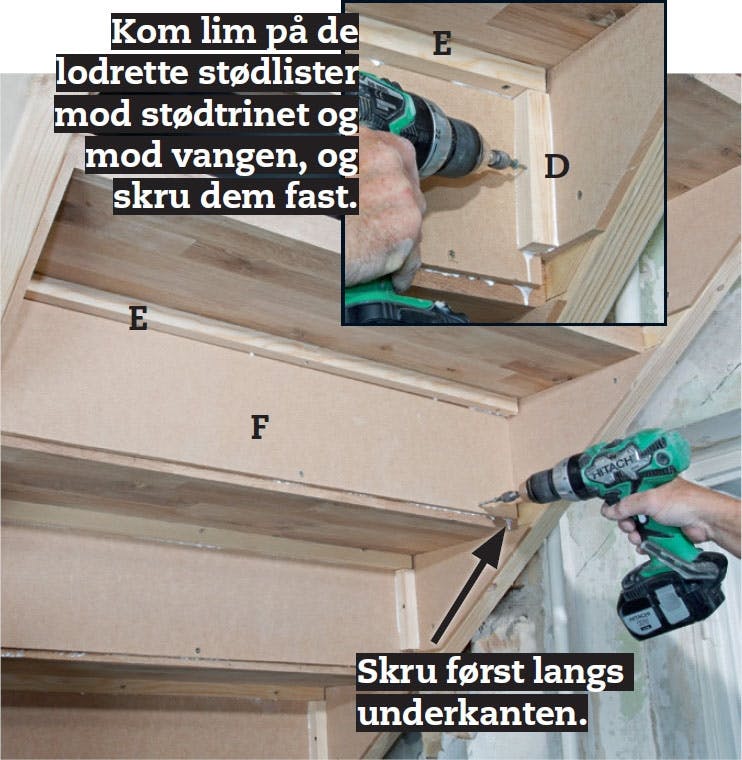 Kom lim på de
lodrette stødlister
mod stødtrinet og
mod vangen, og
skru dem fast.
E
D
E
F
HITACHI
HITACHI
Skru først langs
underkanten.